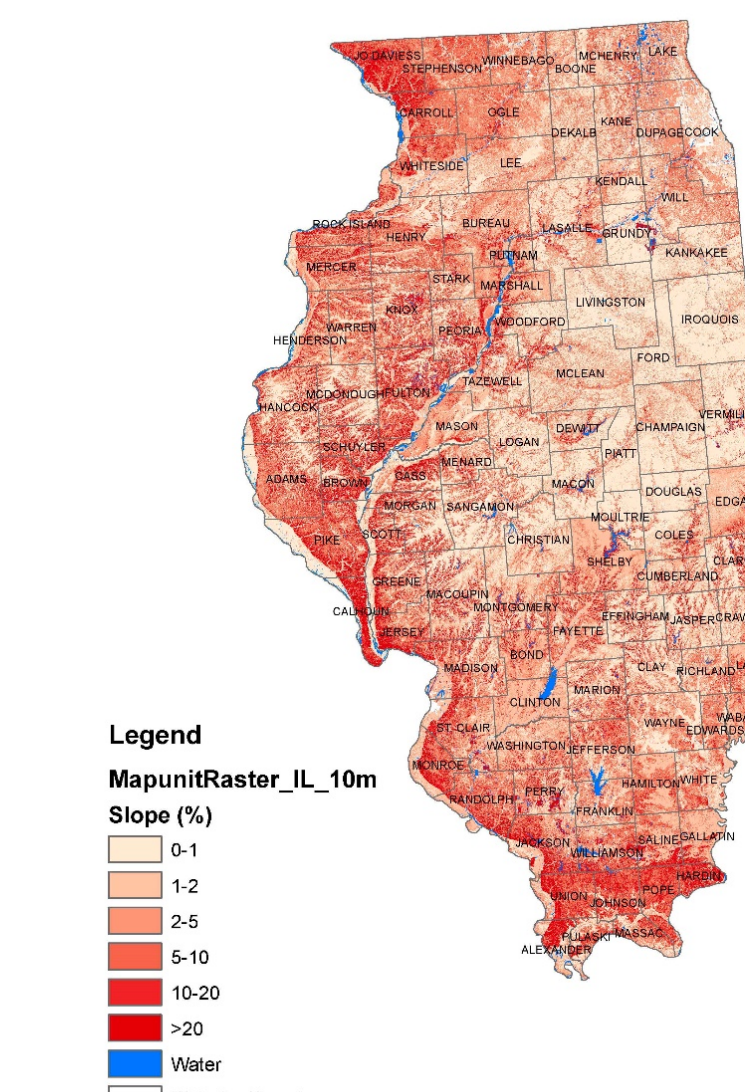 JO DAVIESS
STEPHENSON
WINNEBAGO
BOONE
MCHENRY
LAKE
CARROLL
OGLE
DEKALB
KANE
DUPAGE
COOK
WHITESIDE
LEE
KENDALL
WILL
ROCK ISLAND
HENRY
BUREAU
LASALLE
GRUNDY
MERCER
PUTNAM
KANKAKEE
STARK
MARSHALL
KNOX
LIVINGSTON
WARREN
PEORIA
WOODFORD
IROQUOIS
HENDERSON
FORD
MCLEAN
TAZEWELL
MCDONOUGH
FULTON
HANCOCK
MASON
DEWITT
CHAMPAIGN
VERMILI
LOGAN
SCHUYLER
PIATT
MENARD
ADAMS
BROWN
CASS
MACON
DOUGLAS
MORGAN
SANGAMON
EDGA
MOULTRIE
PIKE
SCOTT
CHRISTIAN
COLES
SHELBY
CLAR
CUMBERLAND
GREENE
MACOUPIN
MONTGOMERY
CALHOUN
EFFINGHAM
JASPER
CRAW
JERSEY
FAYETTE
BOND
MADISON
CLAY
RICHLAND
CLINTON
MARION
WAYNE
WAB
EDWARDS
ST. CLAIR
WASHINGTON
JEFFERSON
MONROE
RANDOLPH
PERRY
HAMILTON
WHITE
FRANKLIN
JACKSON
WILLIAMSON
SALINE
GALLATIN
UNION
JOHNSON
POPE
HARDIN
PULASKI
MASSAC
ALEXANDER
Legend
MapunitRaster_IL_10m
Slope (%)
0-1
1-2
2-5
5-10
10-20
>20
Water